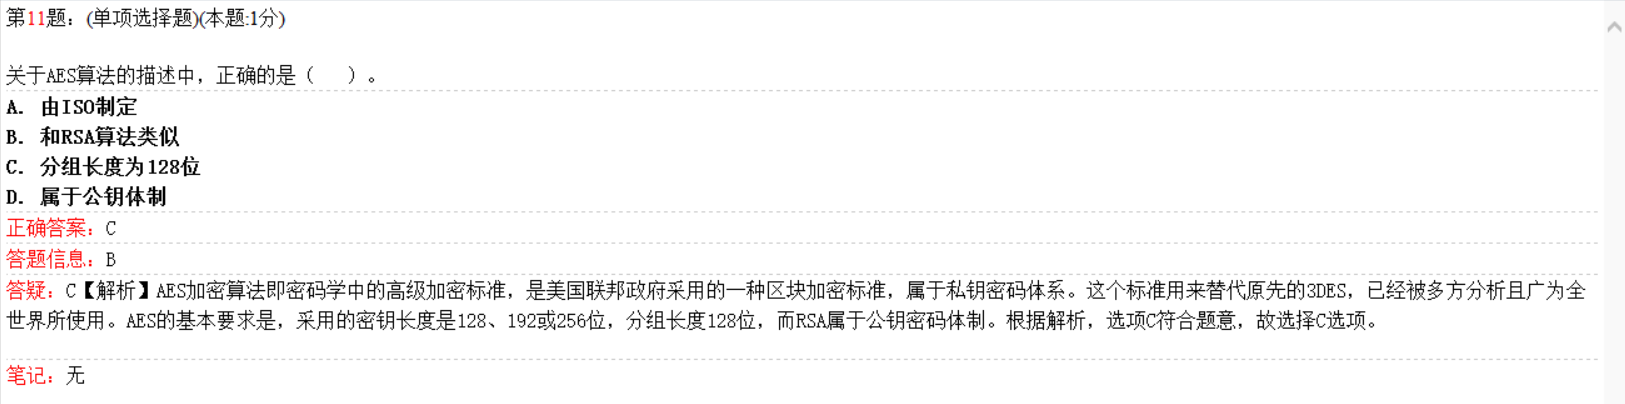 第11题：(单项选择题)(本题:1分)
关于AES算法的描述中，正确的是（　　）。
A. 由ISO制定
B. 和RSA算法类似
C. 分组长度为128位
D. 属于公钥体制
正确答案：C
答题信息：B
答疑：C【解析】AES加密算法即密码学中的高级加密标准，是美国联邦政府采用的一种区块加密标准，属于私钥密码体系。这个标准用来替代原先的3DES，已经被多方分析且广为全
世界所使用。AES的基本要求是，采用的密钥长度是128、192或256位，分组长度128位，而RSA属于公钥密码体制。根据解析，选项C符合题意，故选择C选项。
笔记：无